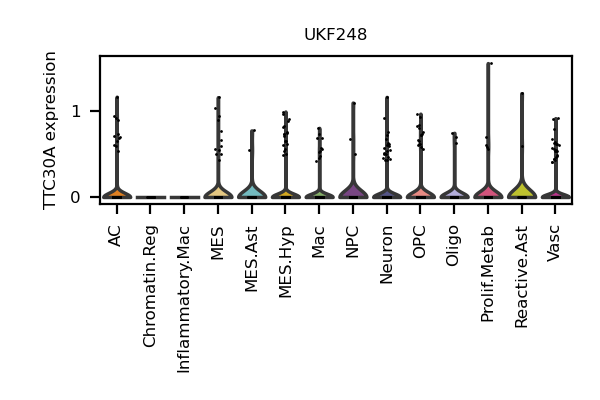 UKF248
TTC30A expression
1
0
AC
Chromatin.Reg
Inflammatory.Mac
MES
MES.Ast
MES.Hyp
Mac
NPC
Neuron
OPC
Oligo
Prolif.Metab
Reactive.Ast
Vasc